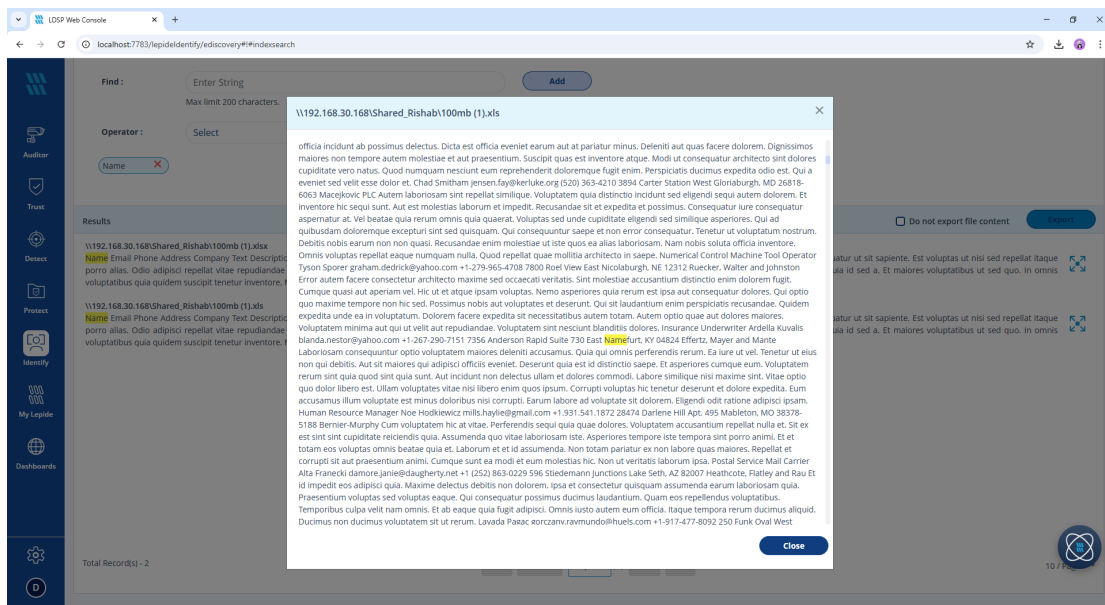 LDSP Web Console
localhost:7783/lepideIdentify/ediscovery#!#indexsearch
Auditor
Trust
Detect
Protect
Identify
My Lepide
Dashboards
D
Find :
Enter String
Add
Max limit 200 characters.
Operator :
Select
Name
Results
Do not export file content
Export
\\192.168.30.168\Shared_Rishab\100mb (1).xlsx
Name Email Phone Address Company Text Descriptio
porro alias. Odio adipisci repellat vitae repudiandae
voluptatibus quia quidem suscipit tenetur inventore. M
atur ut sit sapiente. Est voluptas ut nisi sed repellat itaque
uia id sed a. Et maiores voluptatibus ut sed quo. In omnis
\\192.168.30.168\Shared_Rishab\100mb (1).xls
Name Email Phone Address Company Text Descriptio
porro alias. Odio adipisci repellat vitae repudiandae
voluptatibus quia quidem suscipit tenetur inventore. M
atur ut sit sapiente. Est voluptas ut nisi sed repellat itaque
uia id sed a. Et maiores voluptatibus ut sed quo. In omnis
Total Record(s) - 2
10 / P
\\192.168.30.168\Shared_Rishab\100mb (1).xls
officia incidunt ab possimus delectus. Dicta est officia eveniet earum aut at pariatur minus. Deleniti aut quas facere dolorem. Dignissimos
maiores non tempore autem molestiae et aut praesentium. Suscipit quas est inventore atque. Modi ut consequatur architecto sint dolores
cupiditate vero natus. Quod numquam nesciunt eum reprehenderit doloremque fugit enim. Perspiciatis ducimus expedita odio est. Qui a
eveniet sed velit esse dolor et. Chad Smitham jensen.fay@kerluke.org (520) 363-4210 3894 Carter Station West Gloriaburgh, MD 26818-
6063 Macejkovic PLC Autem laboriosam sint repellat similique. Voluptatem quia distinctio incidunt sed eligendi sequi autem dolorem. Et
inventore hic sequi sunt. Aut est molestias laborum et impedit. Recusandae sit et expedita et possimus. Consequatur iure consequatur
aspernatur at. Vel beatae quia rerum omnis quia quaerat. Voluptas sed unde cupiditate eligendi sed similique asperiores. Qui ad
quibusdam doloremque excepturi sint sed quisquam. Qui consequuntur saepe et non error consequatur. Tenetur ut voluptatum nostrum.
Debitis nobis earum non non quasi. Recusandae enim molestiae ut iste quos ea alias laboriosam. Nam nobis soluta officia inventore.
Omnis voluptas repellat eaque numquam nulla. Quod repellat quae mollitia architecto in saepe. Numerical Control Machine Tool Operator
Tyson Sporer graham.dedrick@yahoo.com +1-279-965-4708 7800 Roel View East Nicolaburgh, NE 12312 Ruecker, Walter and Johnston
Error autem facere consectetur architecto maxime sed occaecati veritatis. Sint molestiae accusantium distinctio enim dolorem fugit.
Cumque quasi aut aperiam vel. Hic ut et atque ipsam voluptas. Nemo asperiores quia rerum est ipsa aut consequatur dolores. Qui optio
quo maxime tempore non hic sed. Possimus nobis aut voluptates et deserunt. Qui sit laudantium enim perspiciatis recusandae. Quidem
expedita unde ea in voluptatum. Dolorem facere expedita sit necessitatibus autem totam. Autem optio quae aut dolores maiores.
Voluptatem minima aut qui ut velit aut repudiandae. Voluptatem sint nesciunt blanditiis dolores. Insurance Underwriter Ardella Kuvalis
blanda.nestor@yahoo.com +1-267-290-7151 7356 Anderson Rapid Suite 730 East Namefurt, KY 04824 Effertz, Mayer and Mante
Laboriosam consequuntur optio voluptatem maiores deleniti accusamus. Quia qui omnis perferendis rerum. Ea iure ut vel. Tenetur ut eius
non qui debitis. Aut sit maiores qui adipisci officiis eveniet. Deserunt quia est id distinctio saepe. Et asperiores cumque eum. Voluptatem
rerum sint quia quod sint quia sunt. Aut incidunt non delectus ullam et dolores commodi. Labore similique nisi maxime sint. Vitae optio
quo dolor libero est. Ullam voluptates vitae nisi libero enim quos ipsum. Corrupti voluptas hic tenetur deserunt et dolore expedita. Eum
accusamus illum voluptate est minus doloribus nisi corrupti. Earum labore ad voluptate sit dolorem. Eligendi odit ratione adipisci ipsam.
Human Resource Manager Noe Hodkiewicz mills.haylie@gmail.com +1.931.541.1872 28474 Darlene Hill Apt. 495 Mableton, MO 38378-
5188 Bernier-Murphy Cum voluptatem hic at vitae. Perferendis sequi quia quae dolores. Voluptatem accusantium repellat nulla et. Sit ex
est sint sint cupiditate reiciendis quia. Assumenda quo vitae laboriosam iste. Asperiores tempore iste tempora sint porro animi. Et et
totam eos voluptas omnis beatae quia et. Laborum et et id assumenda. Non totam pariatur ex non labore quas maiores. Repellat et
corrupti sit aut praesentium animi. Cumque sunt ea modi et eum molestias hic. Non ut veritatis laborum ipsa. Postal Service Mail Carrier
Alta Franecki damore.janie@daugherty.net +1 (252) 863-0229 596 Stiedemann Junctions Lake Seth, AZ 82007 Heathcote, Flatley and Rau Et
id impedit eos adipisci quia. Maxime delectus debitis non dolorem. Ipsa et consectetur quisquam assumenda earum laboriosam quia.
Praesentium voluptas sed voluptas eaque. Qui consequatur possimus ducimus laudantium. Quam eos repellendus voluptatibus.
Temporibus culpa velit nam omnis. Et ab eaque quia fugit adipisci. Omnis iusto autem eum officia. Itaque tempora rerum ducimus aliquid.
Ducimus non ducimus voluptatem sit ut rerum. Lavada Pagac gorczany.raymundo@huels.com +1-917-477-8092 250 Funk Oval West
Close